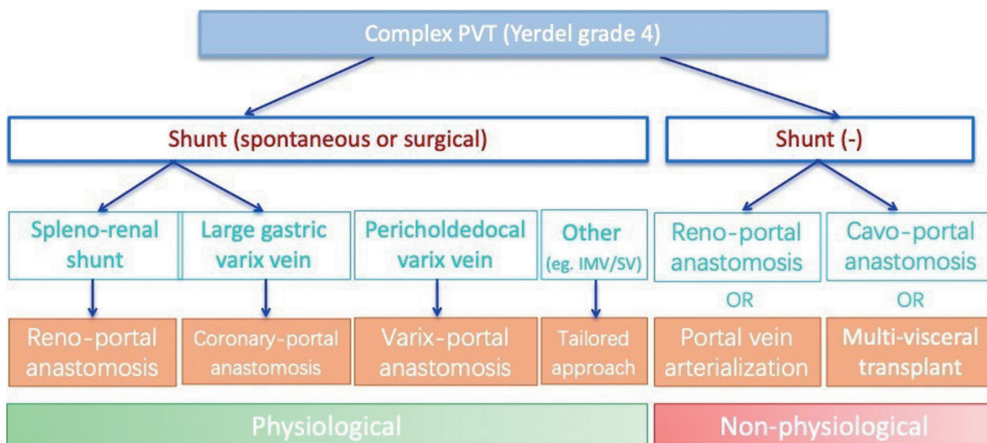 Complex PVT (Yerdel grade 4)
Shunt (spontaneous or surgical)
Shunt (-)
Spleno-renal
shunt
Large gastric
varix vein
Pericholdedocal
varix vein
Other
(eg. IMV/SV)
Reno-portal
anastomosis
Cavo-portal
anastomosis
OR
OR
Reno-portal
anastomosis
Coronary-portal
anastomosis
Varix-portal
anastomosis
Tailored
approach
Portal vein
arterialization
Multi-visceral
transplant
Physiological
Non-physiological